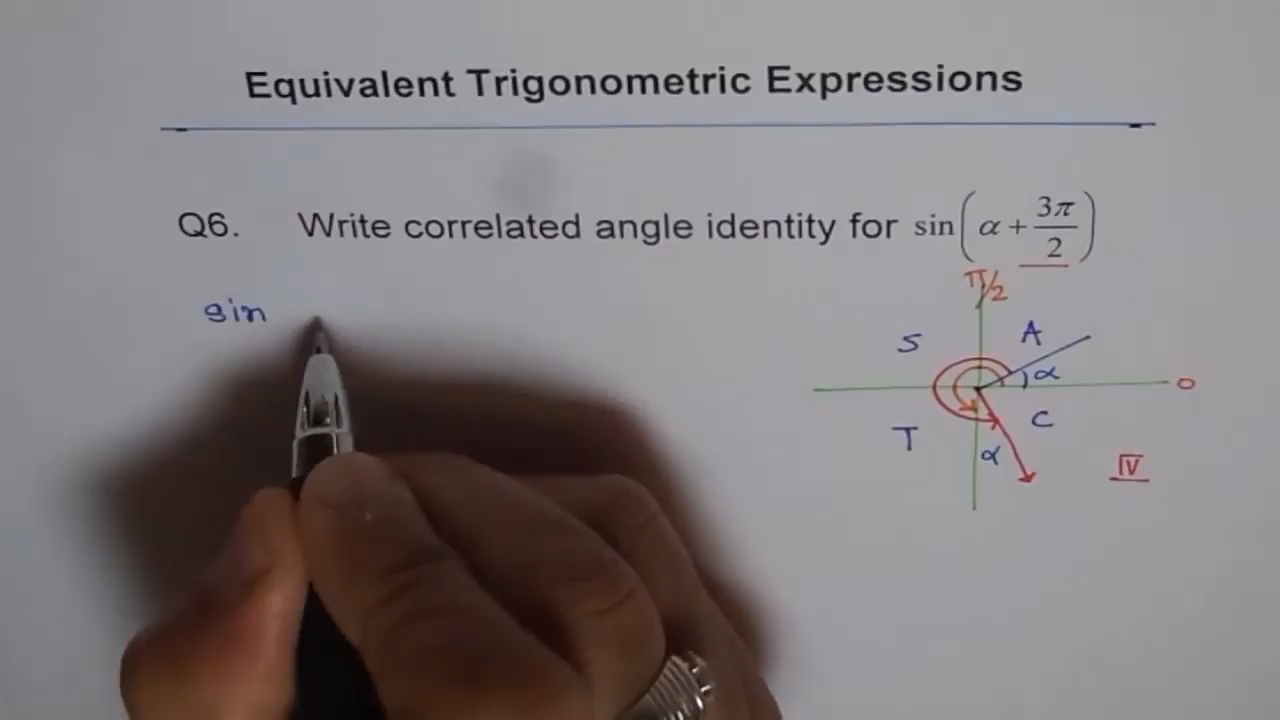 Equivalent Trigonometric Expressions
Q6. Write correlated angle identity for sin(α + 3π/2)
π/2
sin
S A
α
0
T C
α
IV